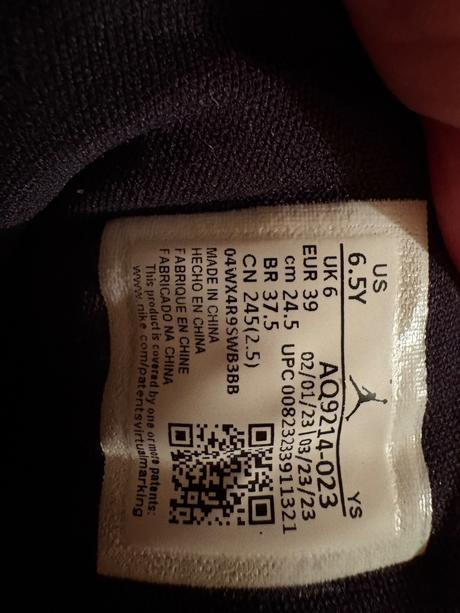 US
6.5Y YS
UK 6 AQ9214-023
EUR 39 02/01/23|03/23/23
cm 24.5 UPC 00823233911321
BR 37.5
CN 245(2.5)
04WX4R9SWB3BB
MADE IN CHINA
HECHO EN CHINA
FABRIQUE EN CHINE
FABRICADO NA CHINA
This product is covered by one or more patents:
www.nike.com/patentsvirtualmarking